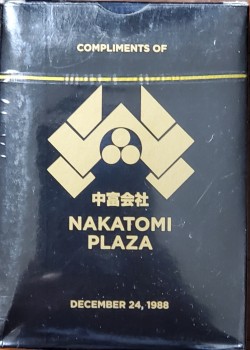 COMPLIMENTS OF
中富会社
NAKATOMI
PLAZA
DECEMBER 24, 1988